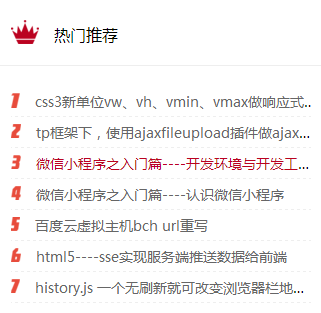 热门推荐
1 css3新单位vw、vh、vmin、vmax做响应式..
2 tp框架下，使用ajaxfileupload插件做ajax...
3 微信小程序之入门篇----开发环境与开发工...
4 微信小程序之入门篇----认识微信小程序
5 百度云虚拟主机bch url重写
6 html5----sse实现服务端推送数据给前端
7 history.js 一个无刷新就可改变浏览器栏地...